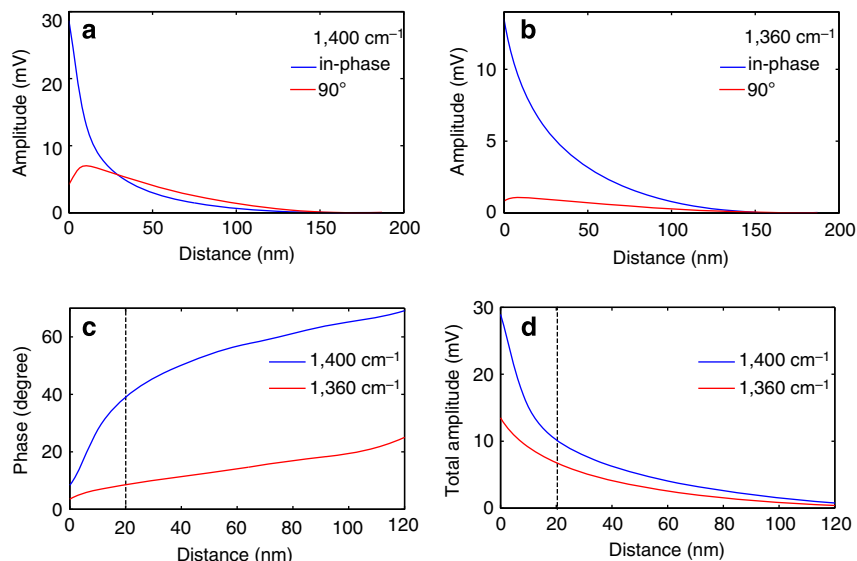 a
1,400 cm⁻¹
in-phase
90°
30
20
10
0
Amplitude (mV)
0 50 100 150 200
Distance (nm)
b
1,360 cm⁻¹
in-phase
90°
10
5
0
Amplitude (mV)
0 50 100 150 200
Distance (nm)
c
1,400 cm⁻¹
1,360 cm⁻¹
60
40
20
0
Phase (degree)
0 20 40 60 80 100 120
Distance (nm)
d
1,400 cm⁻¹
1,360 cm⁻¹
30
20
10
0
Total amplitude (mV)
0 20 40 60 80 100 120
Distance (nm)